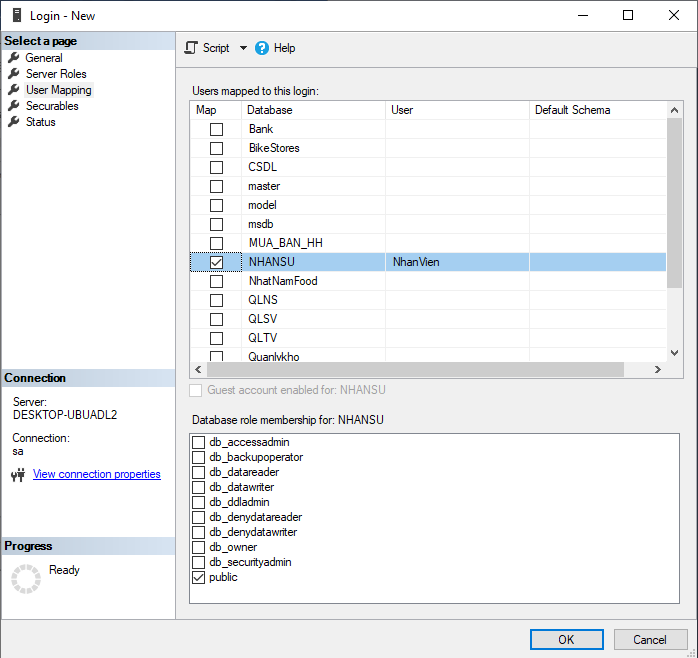 Login - New
Select a page
General
Server Roles
User Mapping
Securables
Status
Script
Help
Users mapped to this login:
Map Database User Default Schema
Bank
BikeStores
CSDL
master
model
msdb
MUA_BAN_HH
NHANSU NhanVien
NhatNamFood
QLNS
QLSV
QLTV
Quanlykho
Guest account enabled for: NHANSU
Database role membership for: NHANSU
db_accessadmin
db_backupoperator
db_datareader
db_datawriter
db_ddladmin
db_denydatareader
db_denydatawriter
db_owner
db_securityadmin
public
Connection
Server:
DESKTOP-UBUADL2
Connection:
sa
View connection properties
Progress
Ready
OK
Cancel